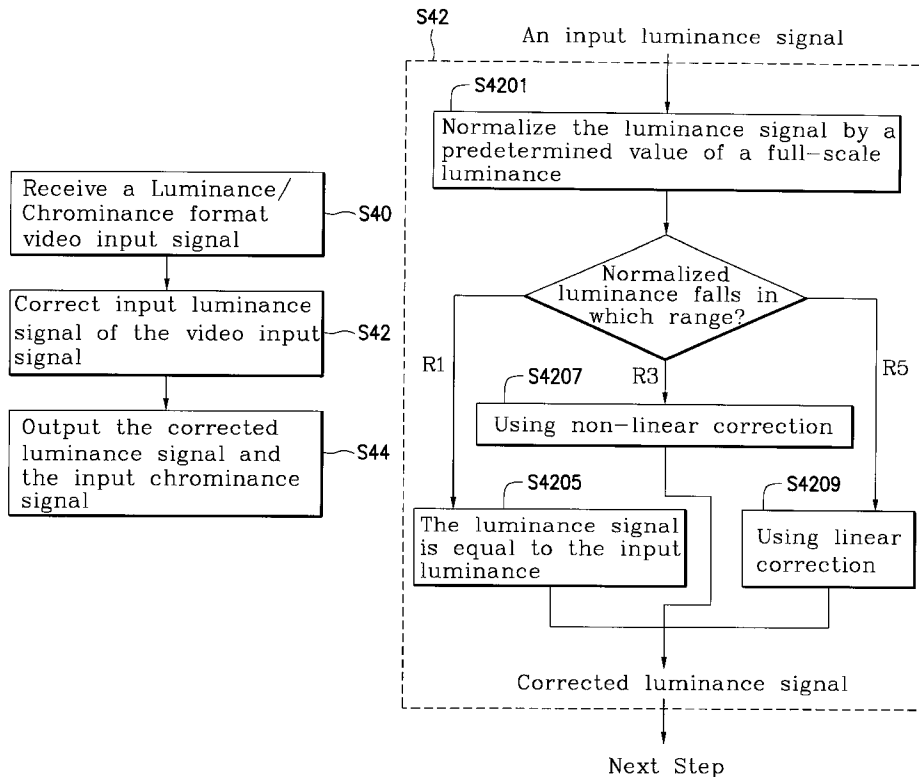 Receive a Luminance/
Chrominance format
video input signal
S40
Correct input luminance
signal of the video input
signal
S42
Output the corrected
luminance signal and
the input chrominance
signal
S44
S42
An input luminance signal
S4201
Normalize the luminance signal by a
predetermined value of a full-scale
luminance
Normalized
luminance falls in
which range?
R1
R3
R5
S4207
Using non-linear correction
S4205
The luminance signal
is equal to the input
luminance
S4209
Using linear
correction
Corrected luminance signal
Next Step